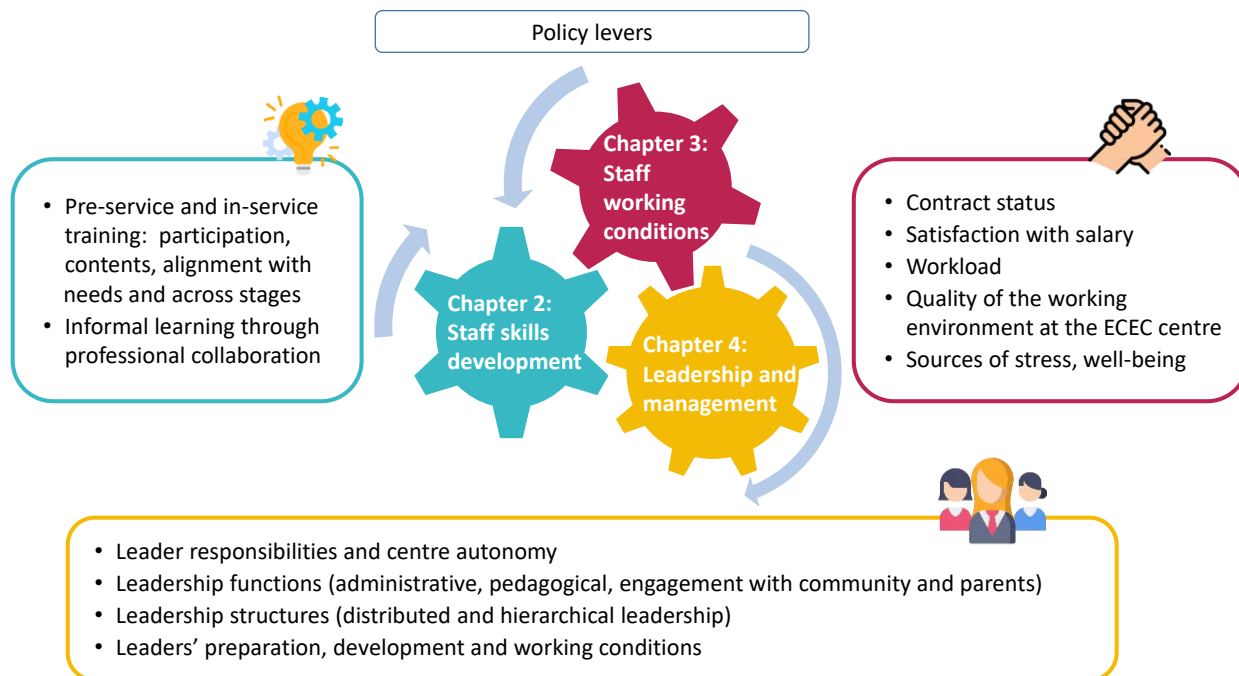 Policy levers
Chapter 3:
Staff
working
conditions
Chapter 2:
Staff skills
development
Chapter 4:
Leadership and
management
• Pre-service and in-service
training:  participation,
contents, alignment with
needs and across stages
• Informal learning through
professional collaboration
• Contract status
• Satisfaction with salary
• Workload
• Quality of the working
environment at the ECEC centre
• Sources of stress, well-being
• Leader responsibilities and centre autonomy
• Leadership functions (administrative, pedagogical, engagement with community and parents)
• Leadership structures (distributed and hierarchical leadership)
• Leaders’ preparation, development and working conditions